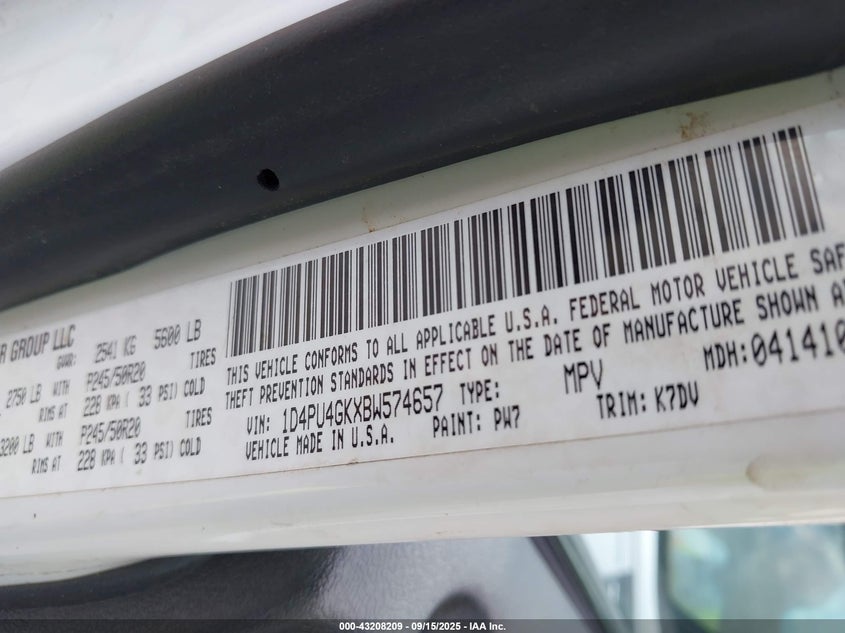 R GROUP LLC
GVWR: 2541 KG 5600 LB
2750 LB WITH P245/50R20 TIRES
RIMS AT 228 KPA ( 33 PSI) COLD
3200 LB WITH P245/50R20 TIRES
RIMS AT 228 KPA ( 33 PSI) COLD
THIS VEHICLE CONFORMS TO ALL APPLICABLE U.S.A. FEDERAL MOTOR VEHICLE SAF
THEFT PREVENTION STANDARDS IN EFFECT ON THE DATE OF MANUFACTURE SHOWN A
VIN: 1D4PU4GKXBW574657 TYPE: MPV MDH:041410
VEHICLE MADE IN U.S.A. PAINT: PW7 TRIM: K7DV
000-43208209 - 09/15/2025 - IAA Inc.